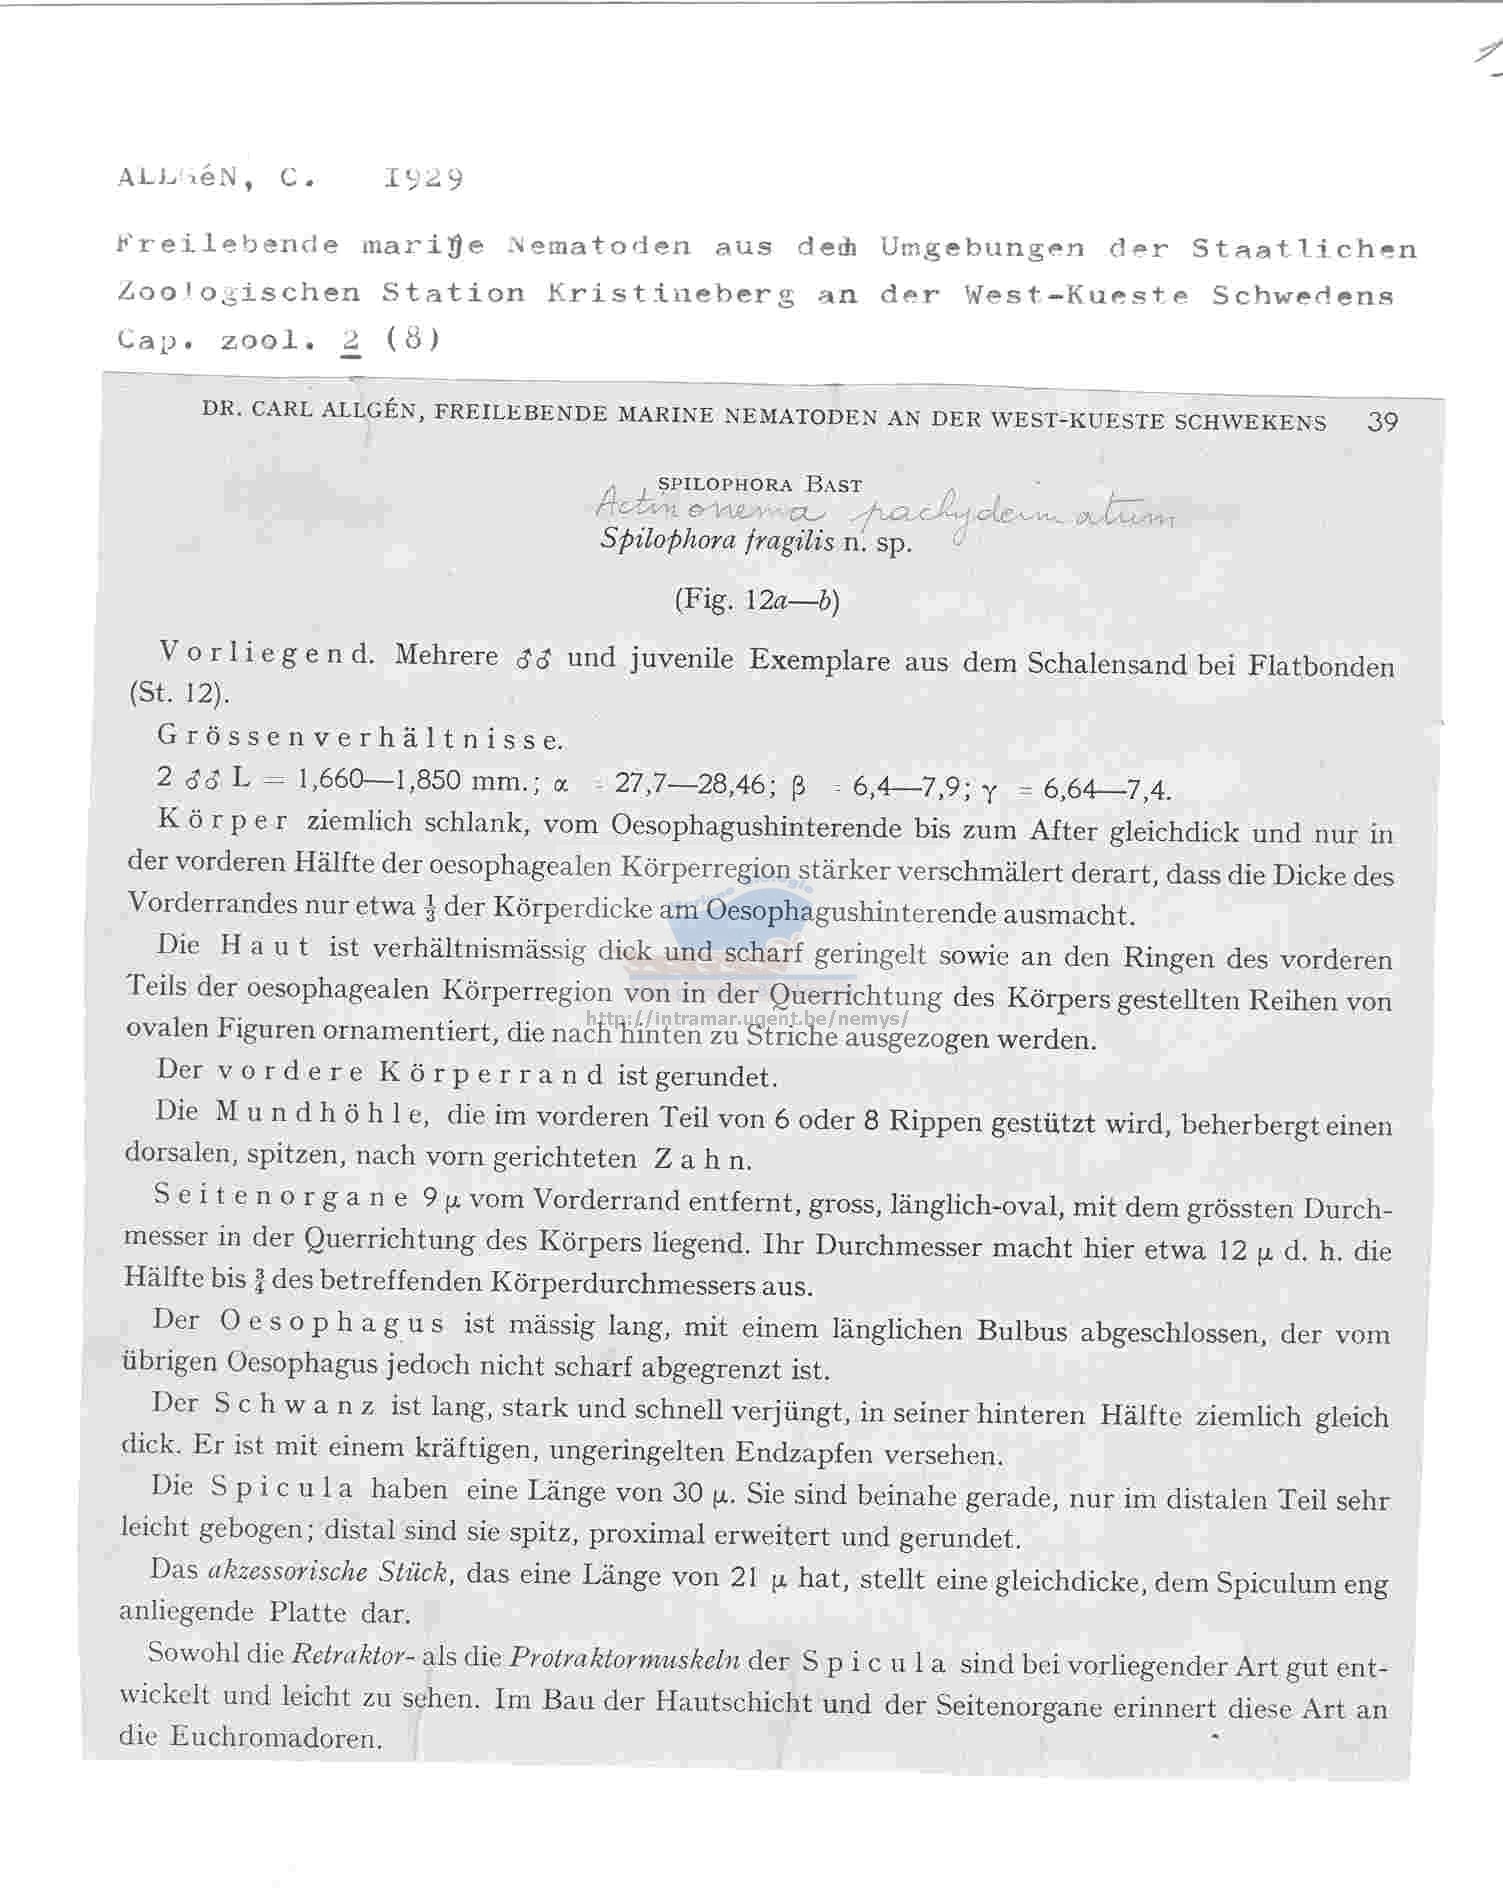 ALLGéN, C. I929
Freilebende marine Nematoden aus den Umgebungen der Staatlichen
Zoologischen Station Kristineberg an der West-Kueste Schwedens
Cap. zool. 2 (8)
DR. CARL ALLGÉN, FREILEBENDE MARINE NEMATODEN AN DER WEST-KUESTE SCHWEKENS 39
SPILOPHORA BAST
Actinonema pachydermatum
Spilophora fragilis n. sp.
(Fig. 12a—b)
Vorliegend. Mehrere ♂♂ und juvenile Exemplare aus dem Schalensand bei Flatbonden
(St. 12).
Grössenverhältnisse.
2 ♂♂ L = 1,660—1,850 mm.; α = 27,7—28,46; β = 6,4—7,9; γ = 6,64—7,4.
Körper ziemlich schlank, vom Oesophagushinterende bis zum After gleichdick und nur in
der vorderen Hälfte der oesophagealen Körperregion stärker verschmälert derart, dass die Dicke des
Vorderrandes nur etwa ⅓ der Körperdicke am Oesophagushinterende ausmacht.
Die Haut ist verhältnismässig dick und scharf geringelt sowie an den Ringen des vorderen
Teils der oesophagealen Körperregion von in der Querrichtung des Körpers gestellten Reihen von
http://intramar.ugent.be/nemys/
ovalen Figuren ornamentiert, die nach hinten zu Striche ausgezogen werden.
Der vordere Körperrand ist gerundet.
Die Mundhöhle, die im vorderen Teil von 6 oder 8 Rippen gestützt wird, beherbergt einen
dorsalen, spitzen, nach vorn gerichteten Zahn.
Seitenorgane 9 μ vom Vorderrand entfernt, gross, länglich-oval, mit dem grössten Durch-
messer in der Querrichtung des Körpers liegend. Ihr Durchmesser macht hier etwa 12 μ d. h. die
Hälfte bis ¾ des betreffenden Körperdurchmessers aus.
Der Oesophagus ist mässig lang, mit einem länglichen Bulbus abgeschlossen, der vom
übrigen Oesophagus jedoch nicht scharf abgegrenzt ist.
Der Schwanz ist lang, stark und schnell verjüngt, in seiner hinteren Hälfte ziemlich gleich
dick. Er ist mit einem kräftigen, ungeringelten Endzapfen versehen.
Die Spicula haben eine Länge von 30 μ. Sie sind beinahe gerade, nur im distalen Teil sehr
leicht gebogen; distal sind sie spitz, proximal erweitert und gerundet.
Das akzessorische Stück, das eine Länge von 21 μ hat, stellt eine gleichdicke, dem Spiculum eng
anliegende Platte dar.
Sowohl die Retraktor- als die Protraktormuskeln der Spicula sind bei vorliegender Art gut ent-
wickelt und leicht zu sehen. Im Bau der Hautschicht und der Seitenorgane erinnert diese Art an
die Euchromadoren.